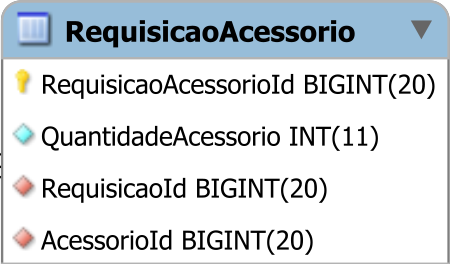 RequisicaoAcessorio
RequisicaoAcessorioId BIGINT(20)
QuantidadeAcessorio INT(11)
RequisicaoId BIGINT(20)
AcessorioId BIGINT(20)